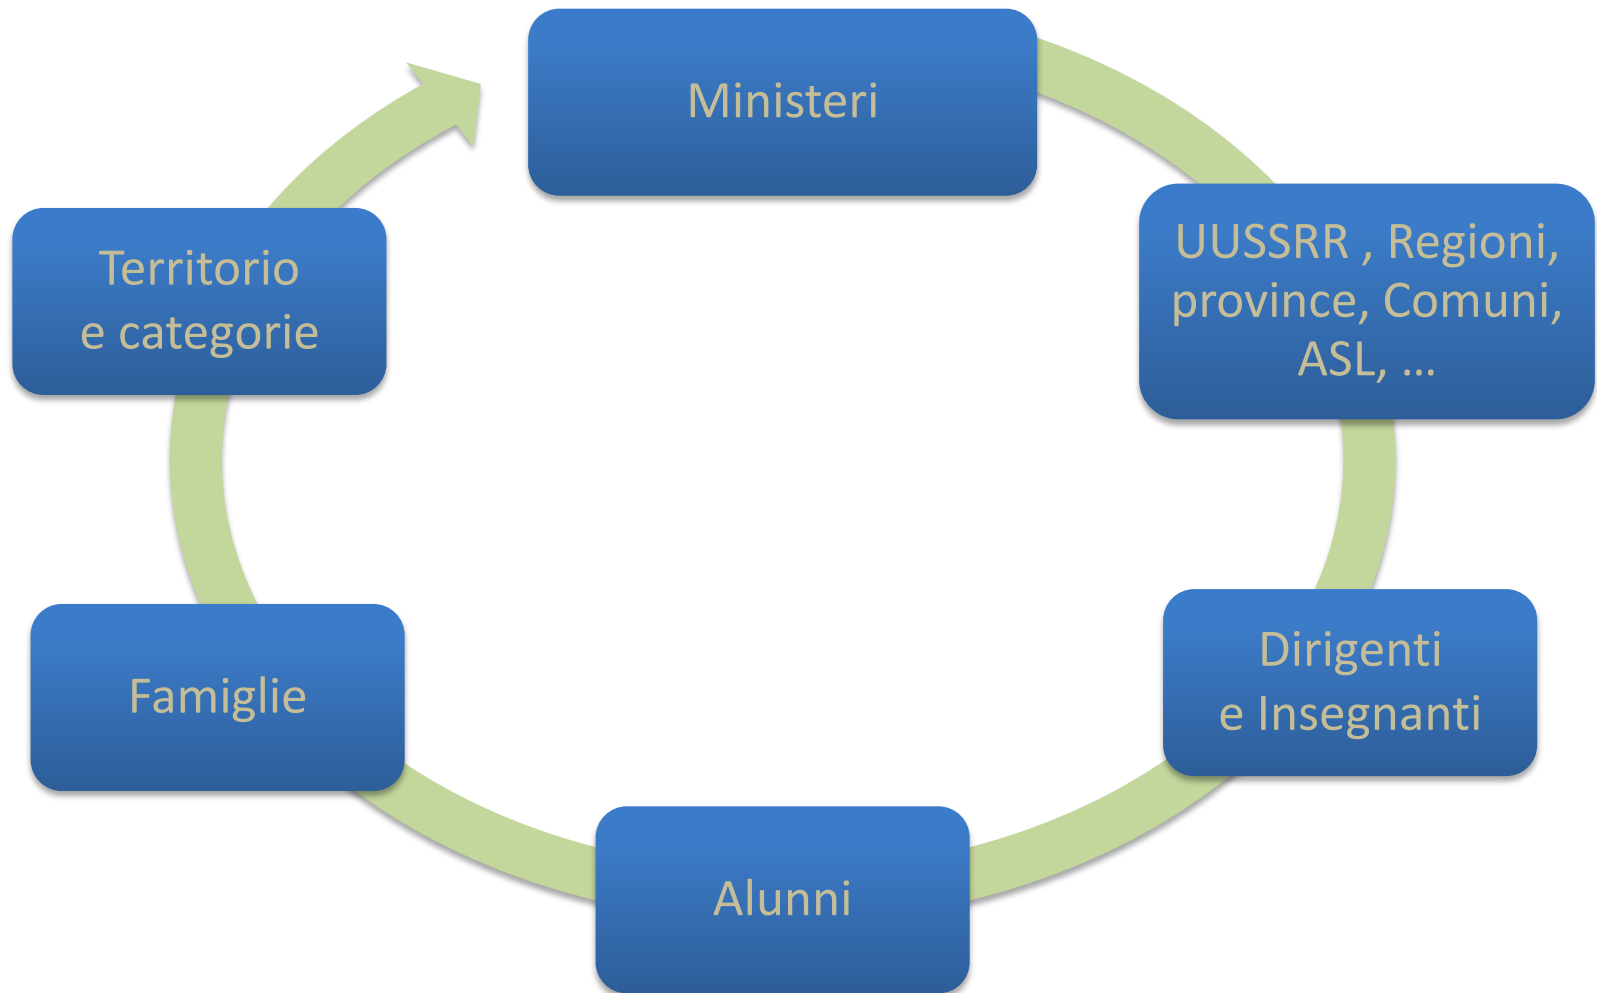 Ministeri
UUSSRR , Regioni,
province, Comuni,
ASL, ...
Dirigenti
e Insegnanti
Alunni
Famiglie
Territorio
e categorie